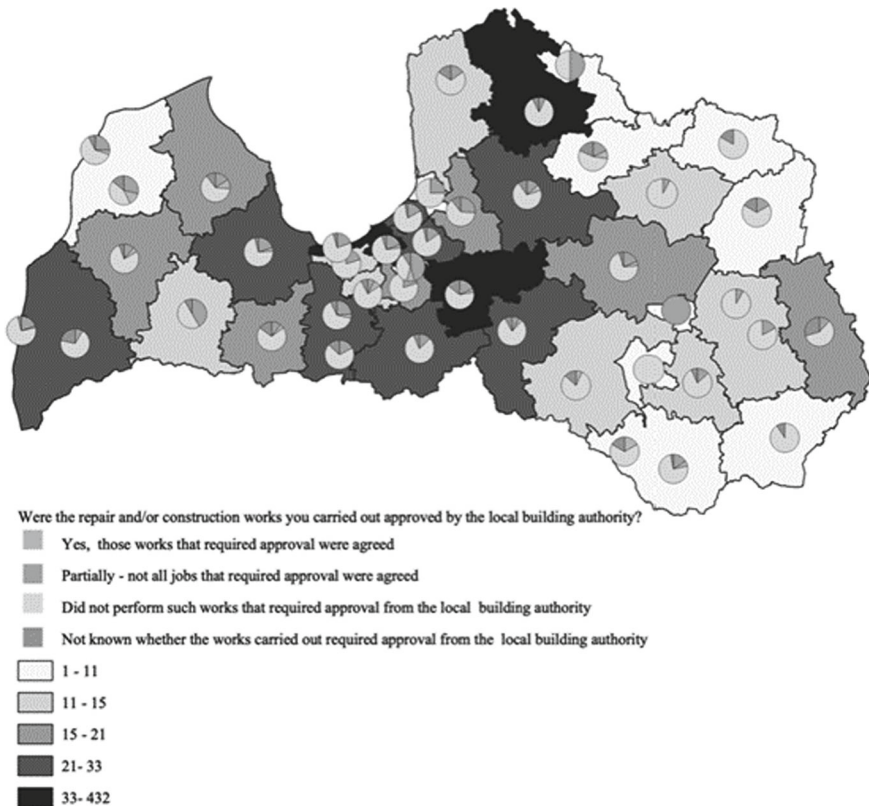 Were the repair and/or construction works you carried out approved by the local building authority?
Yes, those works that required approval were agreed
Partially - not all jobs that required approval were agreed
Did not perform such works that required approval from the local building authority
Not known whether the works carried out required approval from the local building authority
1 - 11
11 - 15
15 - 21
21- 33
33- 432